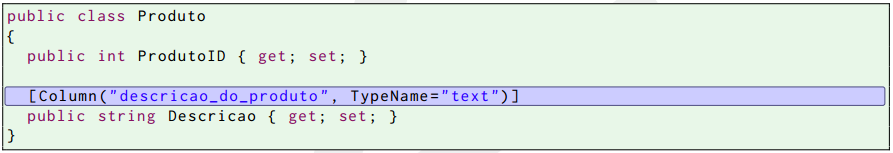 public class Produto
{
public int ProdutoID { get; set; }
[Column("descricao_do_produto", TypeName="text")]
public string Descricao { get; set; }
}